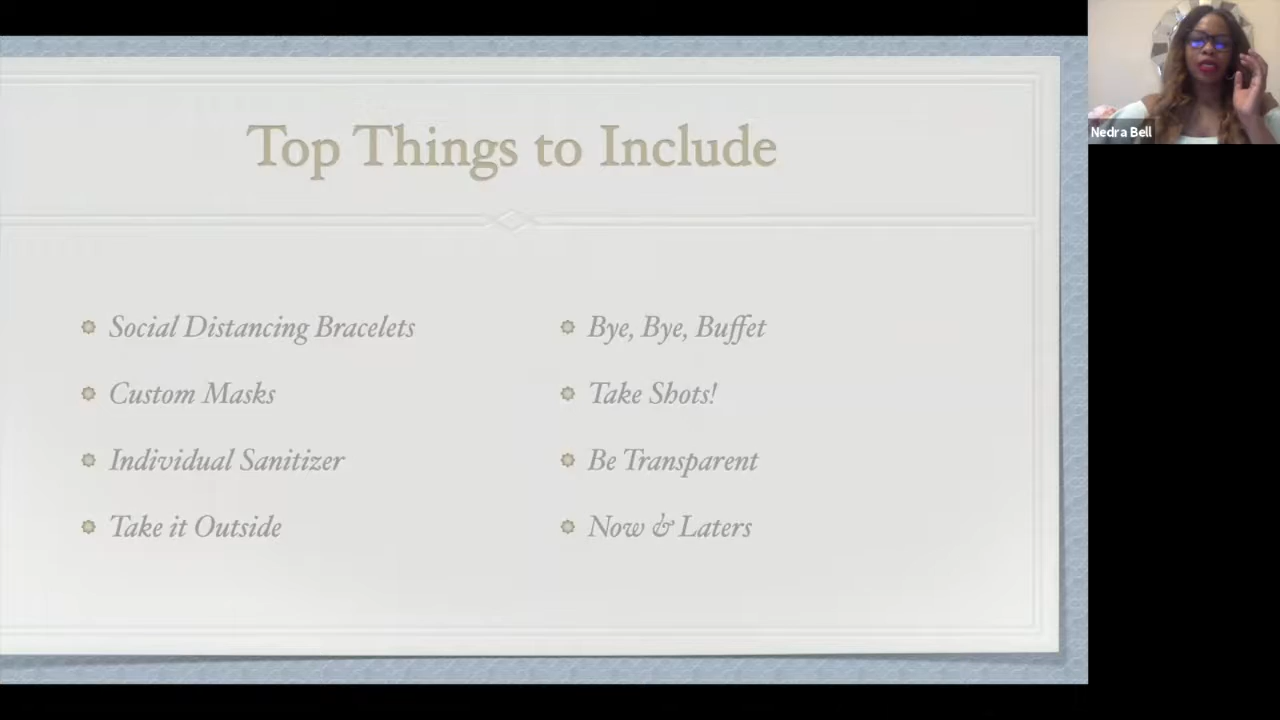 Top Things to Include
Social Distancing Bracelets
Custom Masks
Individual Sanitizer
Take it Outside
Bye, Bye, Buffet
Take Shots!
Be Transparent
Now & Laters
Nedra Bell